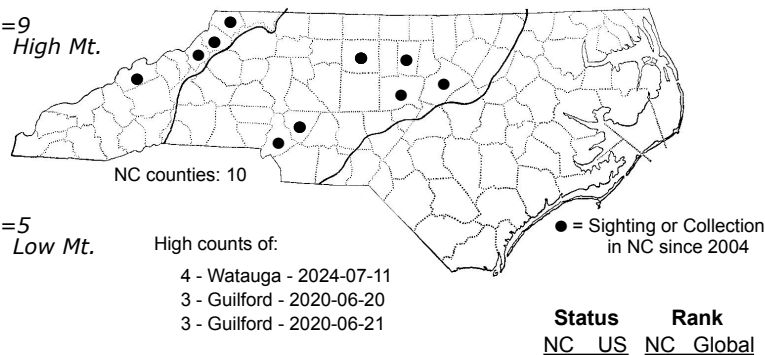 =9
High Mt.
NC counties: 10
=5
Low Mt.
High counts of:
4 - Watauga - 2024-07-11
3 - Guilford - 2020-06-20
3 - Guilford - 2020-06-21
● = Sighting or Collection
in NC since 2004
Status Rank
NC US NC Global